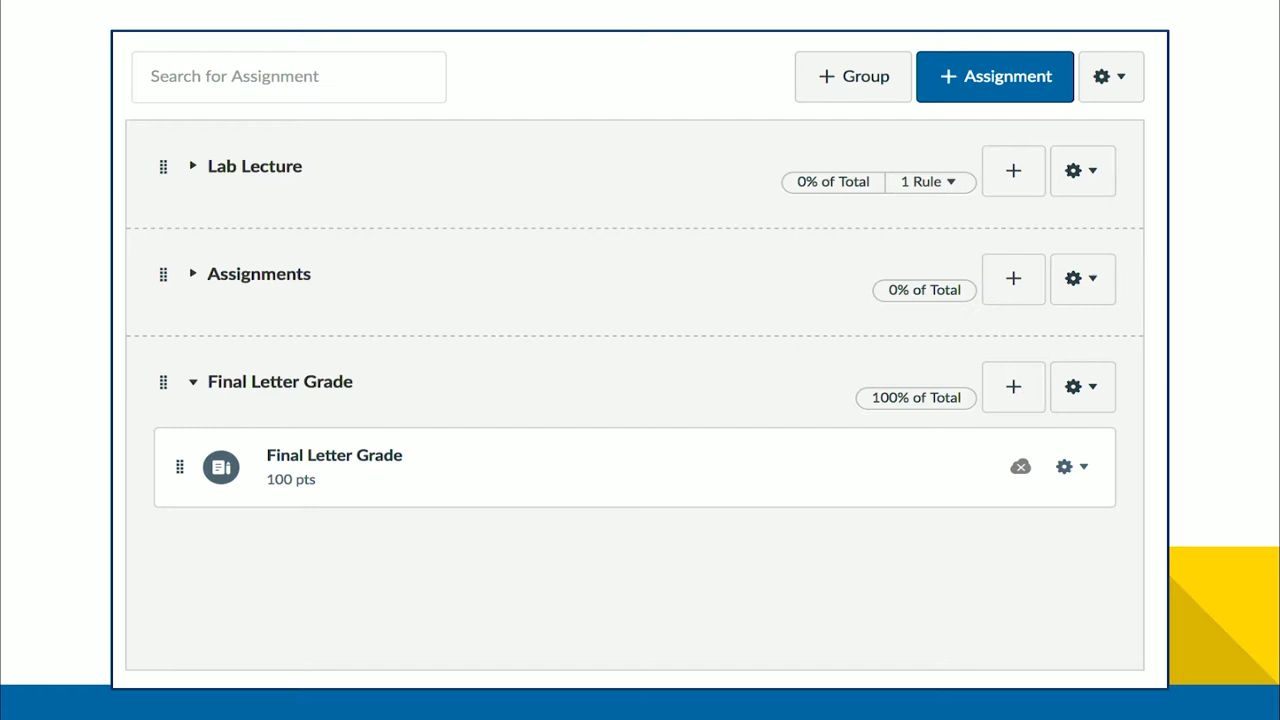 Search for Assignment
+ Group
+ Assignment
Lab Lecture
0% of Total
1 Rule
Assignments
0% of Total
Final Letter Grade
100% of Total
Final Letter Grade
100 pts